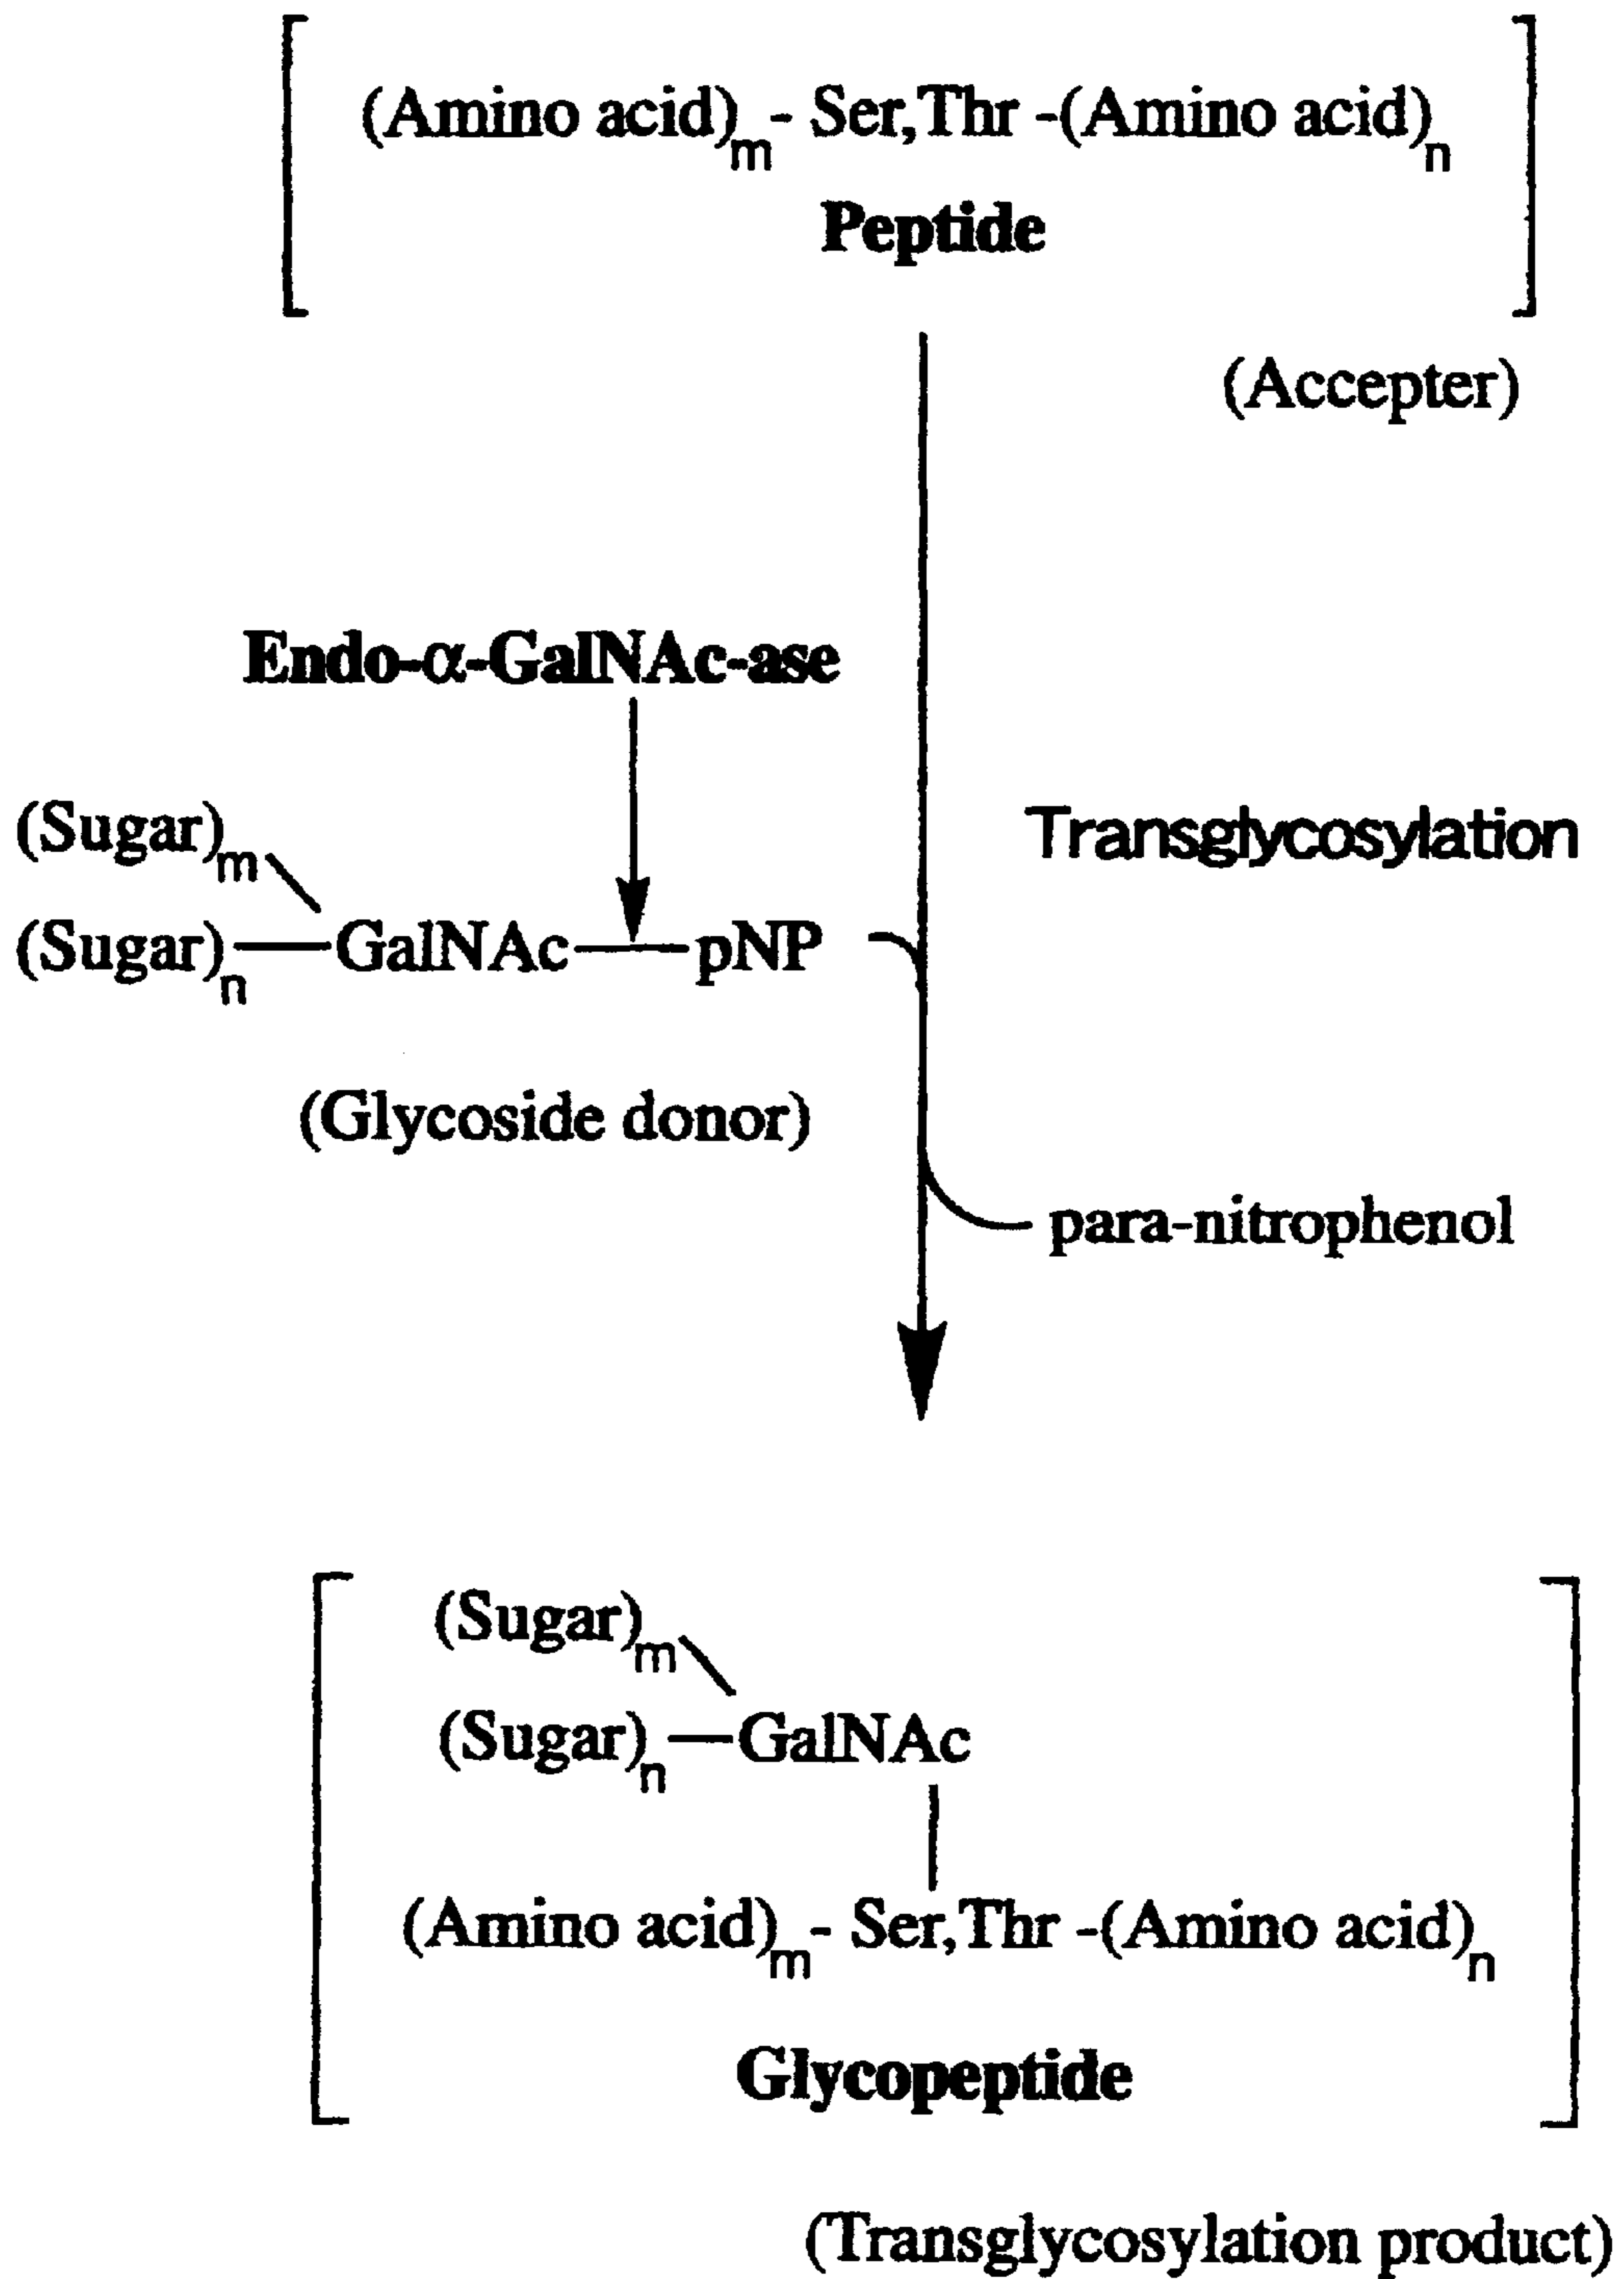 (Amino acid)m- Ser,Thr -(Amino acid)n
Peptide
(Accepter)
Endo-α-GalNAc-ase
(Sugar)m
Transglycosylation
(Sugar)n—GalNAc—pNP
(Glycoside donor)
para-nitrophenol
(Sugar)m
(Sugar)n—GalNAc
(Amino acid)m- Ser,Thr -(Amino acid)n
Glycopeptide
(Transglycosylation product)